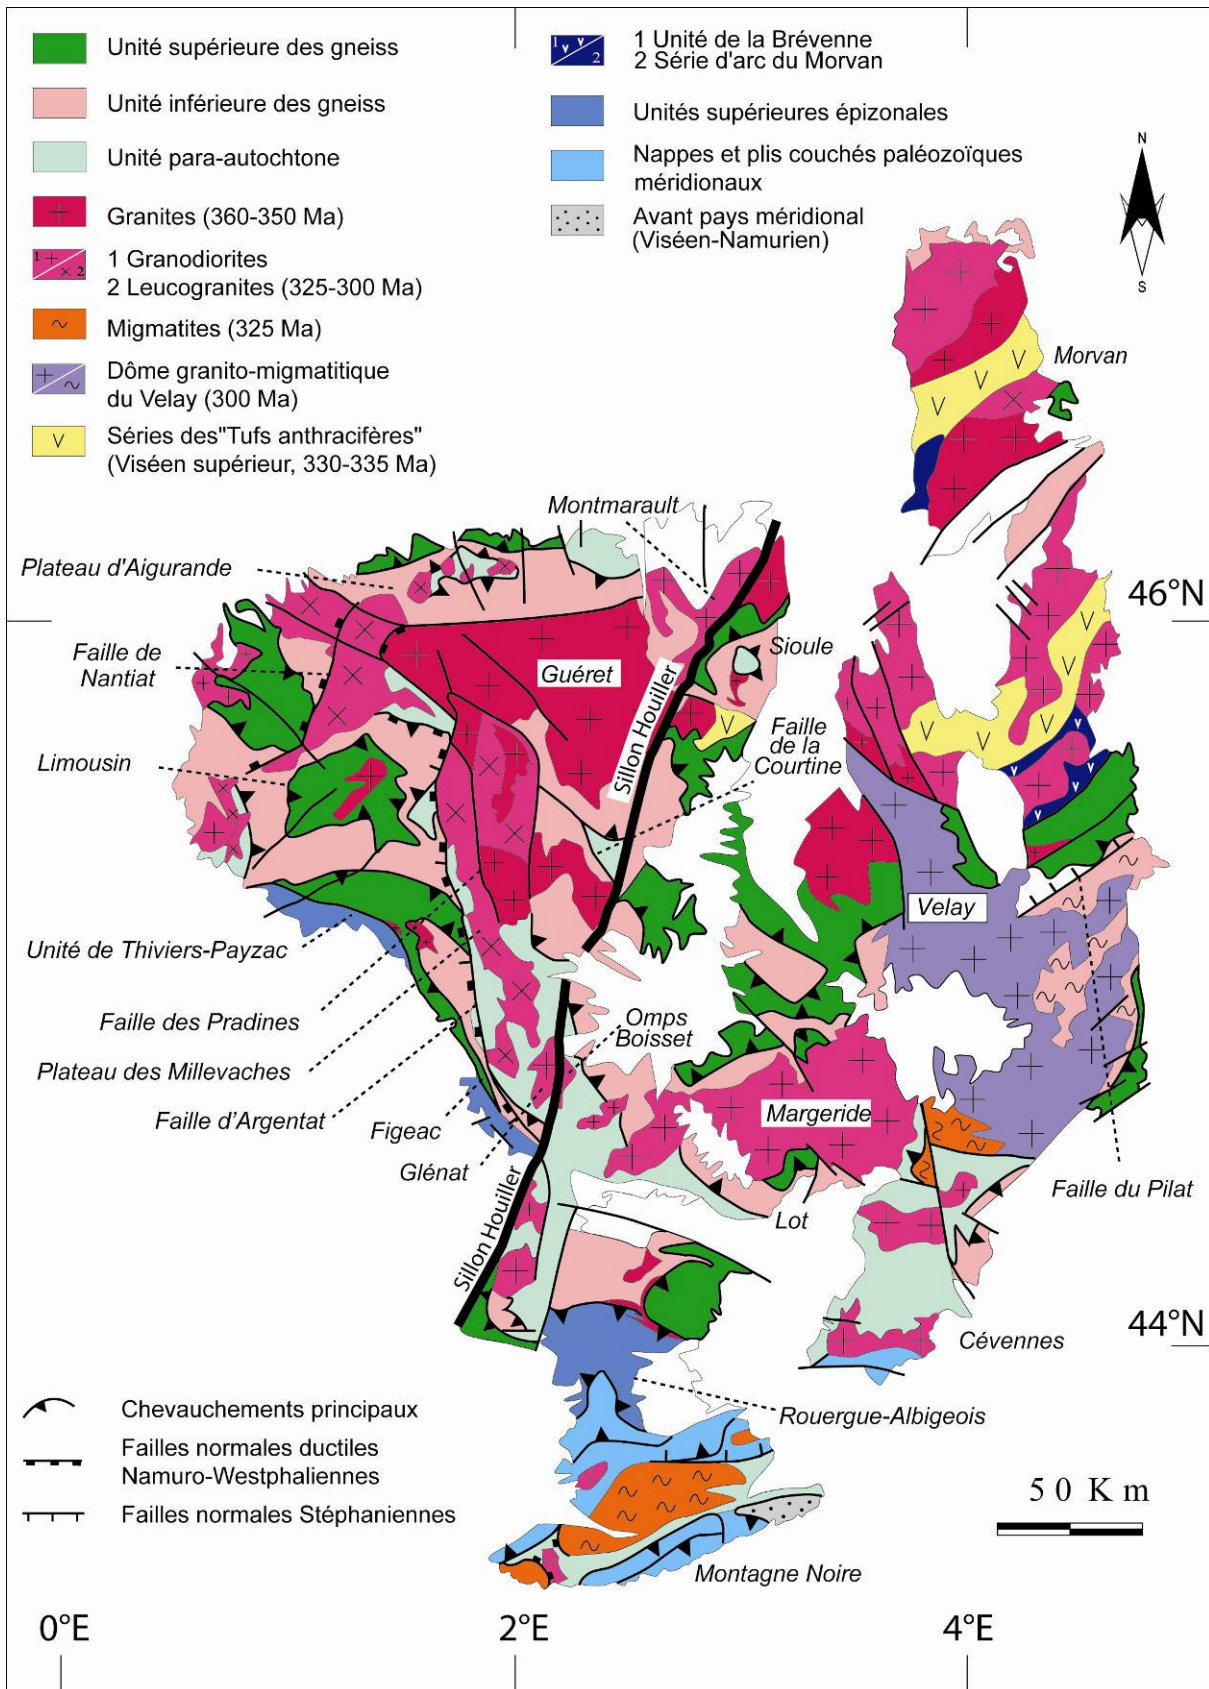 Unité supérieure des gneiss
Unité inférieure des gneiss
Unité para-autochtone
Granites (360-350 Ma)
1 2
1 Granodiorites
2 Leucogranites (325-300 Ma)
Migmatites (325 Ma)
Dôme granito-migmatitique
du Velay (300 Ma)
Séries des"Tufs anthracifères"
(Viséen supérieur, 330-335 Ma)
1 2
1 Unité de la Brévenne
2 Série d'arc du Morvan
Unités supérieures épizonales
Nappes et plis couchés paléozoïques
méridionaux
Avant pays méridional
(Viséen-Namurien)
N
S
Morvan
Montmarault
Plateau d'Aigurande
46°N
Faille de
Nantiat
Guéret
Sioule
Sillon Houiller
Faille
de la
Courtine
Limousin
Velay
Unité de Thiviers-Payzac
Faille des Pradines
Omps
Boisset
Plateau des Millevaches
Faille d'Argentat
Margeride
Figeac
Glénat
Faille du Pilat
Lot
Sillon Houiller
44°N
Cévennes
Rouergue-Albigeois
Chevauchements principaux
Failles normales ductiles
Namuro-Westphaliennes
Failles normales Stéphaniennes
50 Km
Montagne Noire
0°E
2°E
4°E